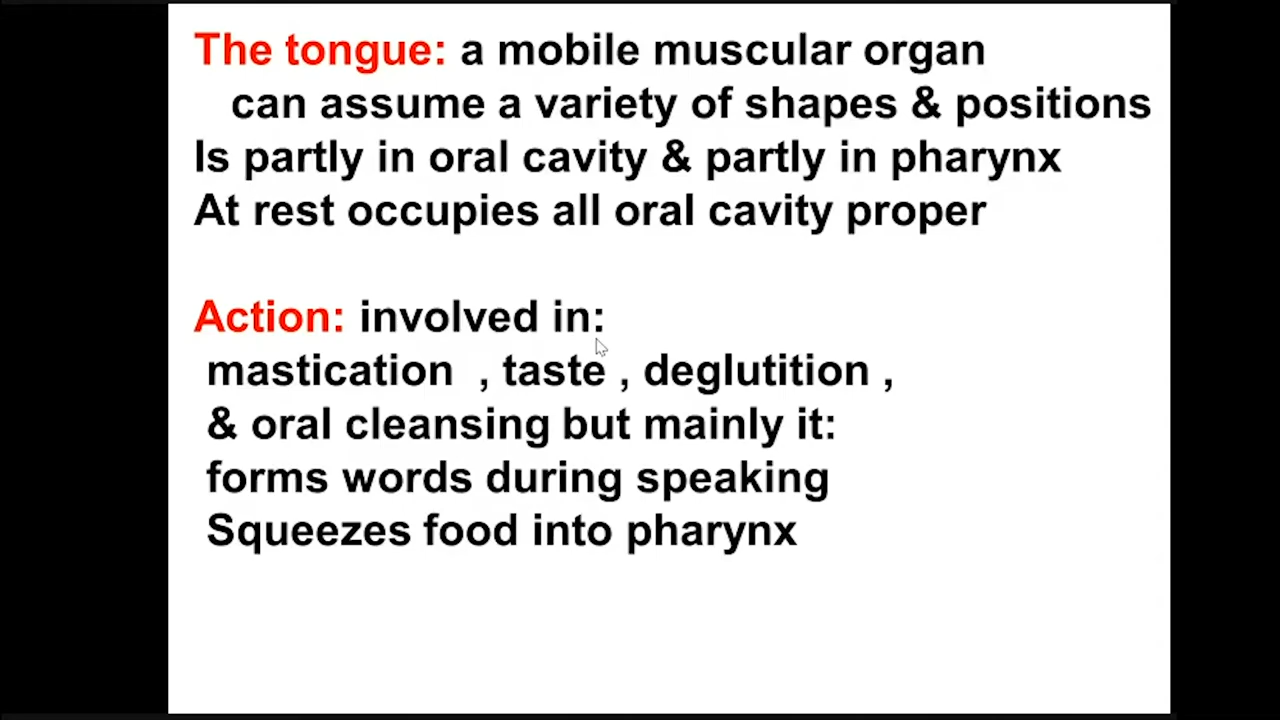 The tongue: a mobile muscular organ
can assume a variety of shapes & positions
Is partly in oral cavity & partly in pharynx
At rest occupies all oral cavity proper
Action: involved in:
mastication , taste , deglutition ,
& oral cleansing but mainly it:
forms words during speaking
Squeezes food into pharynx